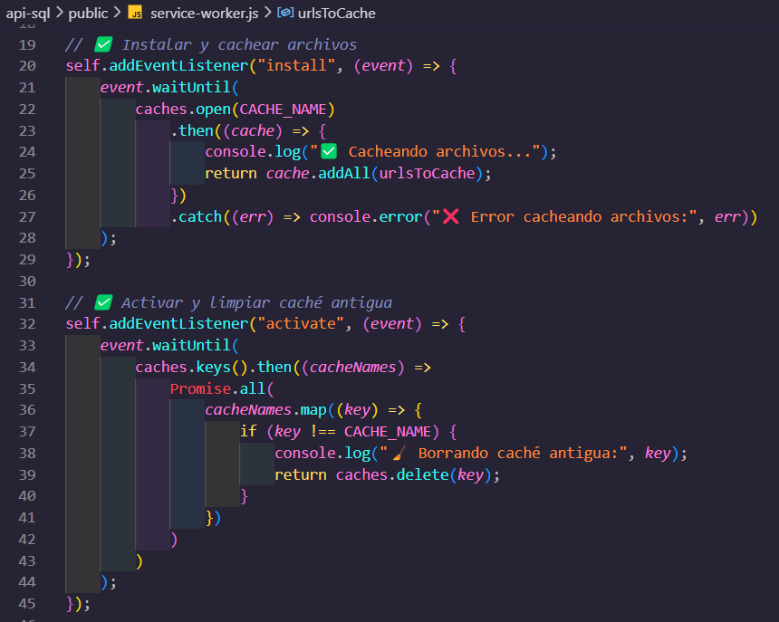 api-sql > public > JS service-worker.js > urlsToCache
19 // ✅ Instalar y cachear archivos
20 self.addEventListener("install", (event) => {
21     event.waitUntil(
22         caches.open(CACHE_NAME)
23             .then((cache) => {
24                 console.log("✅ Cacheando archivos...");
25                 return cache.addAll(urlsToCache);
26             })
27             .catch((err) => console.error("❌ Error cacheando archivos:", err))
28     );
29 });
30
31 // ✅ Activar y limpiar caché antigua
32 self.addEventListener("activate", (event) => {
33     event.waitUntil(
34         caches.keys().then((cacheNames) =>
35             Promise.all(
36                 cacheNames.map((key) => {
37                     if (key !== CACHE_NAME) {
38                         console.log("🧹 Borrando caché antigua:", key);
39                         return caches.delete(key);
40                     }
41                 })
42             )
43         )
44     );
45 });